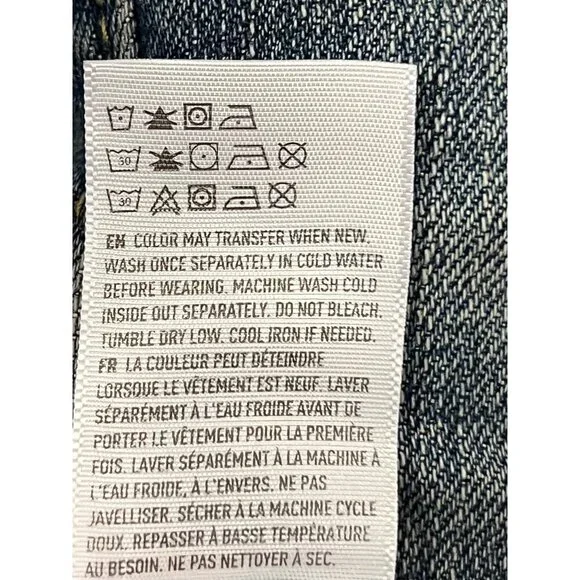 30
30
EN COLOR MAY TRANSFER WHEN NEW.
WASH ONCE SEPARATELY IN COLD WATER
BEFORE WEARING. MACHINE WASH COLD
INSIDE OUT SEPARATELY. DO NOT BLEACH.
TUMBLE DRY LOW. COOL IRON IF NEEDED.
FR LA COULEUR PEUT DÉTEINDRE
LORSQUE LE VÊTEMENT EST NEUF. LAVER
SÉPARÉMENT À L'EAU FROIDE AVANT DE
PORTER LE VÊTEMENT POUR LA PREMIÈRE
FOIS. LAVER SÉPARÉMENT À LA MACHINE À
L'EAU FROIDE, À L'ENVERS. NE PAS
JAVELLISER. SÉCHER À LA MACHINE CYCLE
DOUX. REPASSER À BASSE TEMPÉRATURE
AU BESOIN. NE PAS NETTOYER À SEC.